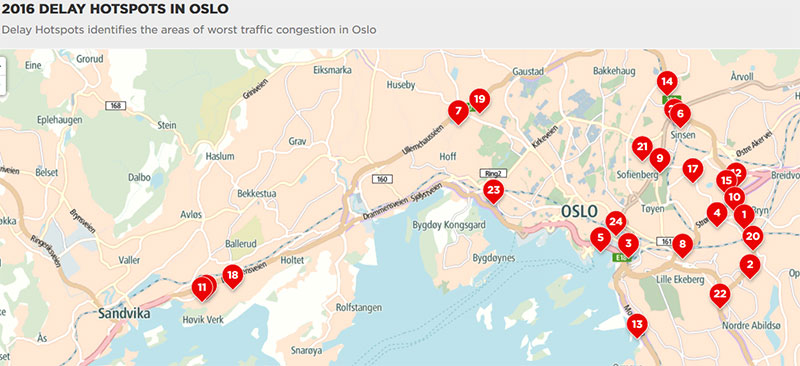 2016 DELAY HOTSPOTS IN OSLO
Delay Hotspots identifies the areas of worst traffic congestion in Oslo
Eine
Grorud
Eiksmarka
Huseby
Gaustad
Bakkehaug
14
Årvoll
Griniveien
168
19
7
6
Eplehaugen
Grav
Ullernchausséen
Kirkeveien
Sinsen
Østre Aker vei
Haslum
Hoff
21
9
Belset
Dalbo
Ring2
Sofienberg
17
12
Breidvo
160
15
Bekkestua
23
10
Bærumsveien
Avløs
Drammensveien
Sjølystveien
OSLO
Tøyen
4
1
Bryn
Bygdøy Kongsgard
24
20
Ballerud
5
3
161
8
Ringeriksveien
Valler
Holtet
Bygdøynes
E18
2
18
11
Lille Ekeberg
22
Sandvika
Rolfstangen
Høvik Verk
13
Nordre Abildsø
Ås
Snarøya